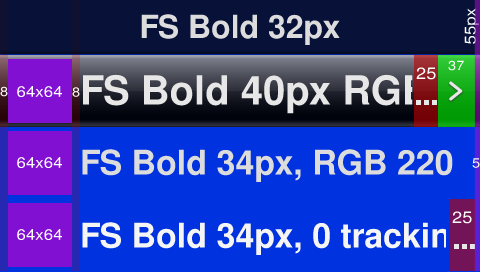 FS Bold 32px
55px
8 64x64 8 FS Bold 40px RGB 25 ... 37 >
64x64 FS Bold 34px, RGB 220 5
64x64 FS Bold 34px, 0 trackin 25 ...